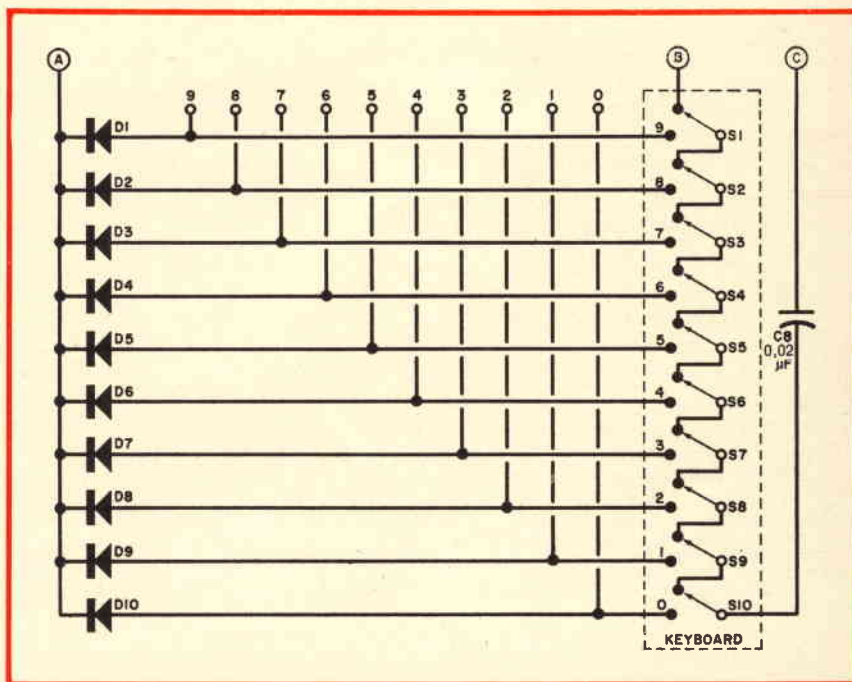 A B C
9 8 7 6 5 4 3 2 1 0
D1 9 S1
D2 8 S2
D3 7 S3
D4 6 S4
D5 5 S5
C8
0,02
µF
D6 4 S6
D7 3 S7
D8 2 S8
D9 1 S9
D10 0 S10
KEYBOARD